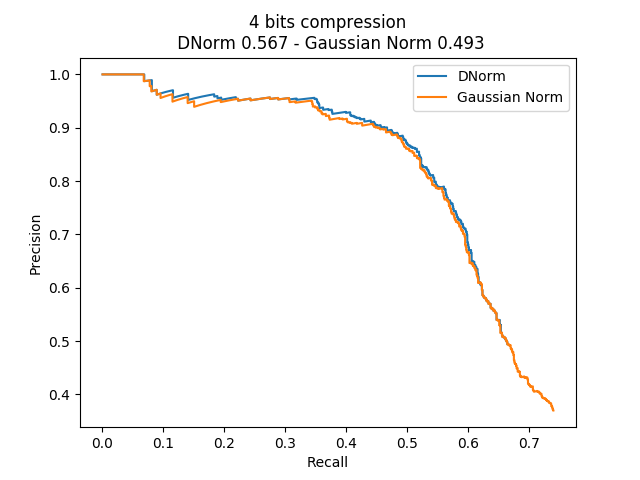 4 bits compression
DNorm 0.567 - Gaussian Norm 0.493
DNorm
Gaussian Norm
1.0
0.9
0.8
0.7
0.6
0.5
0.4
Precision
0.0 0.1 0.2 0.3 0.4 0.5 0.6 0.7
Recall